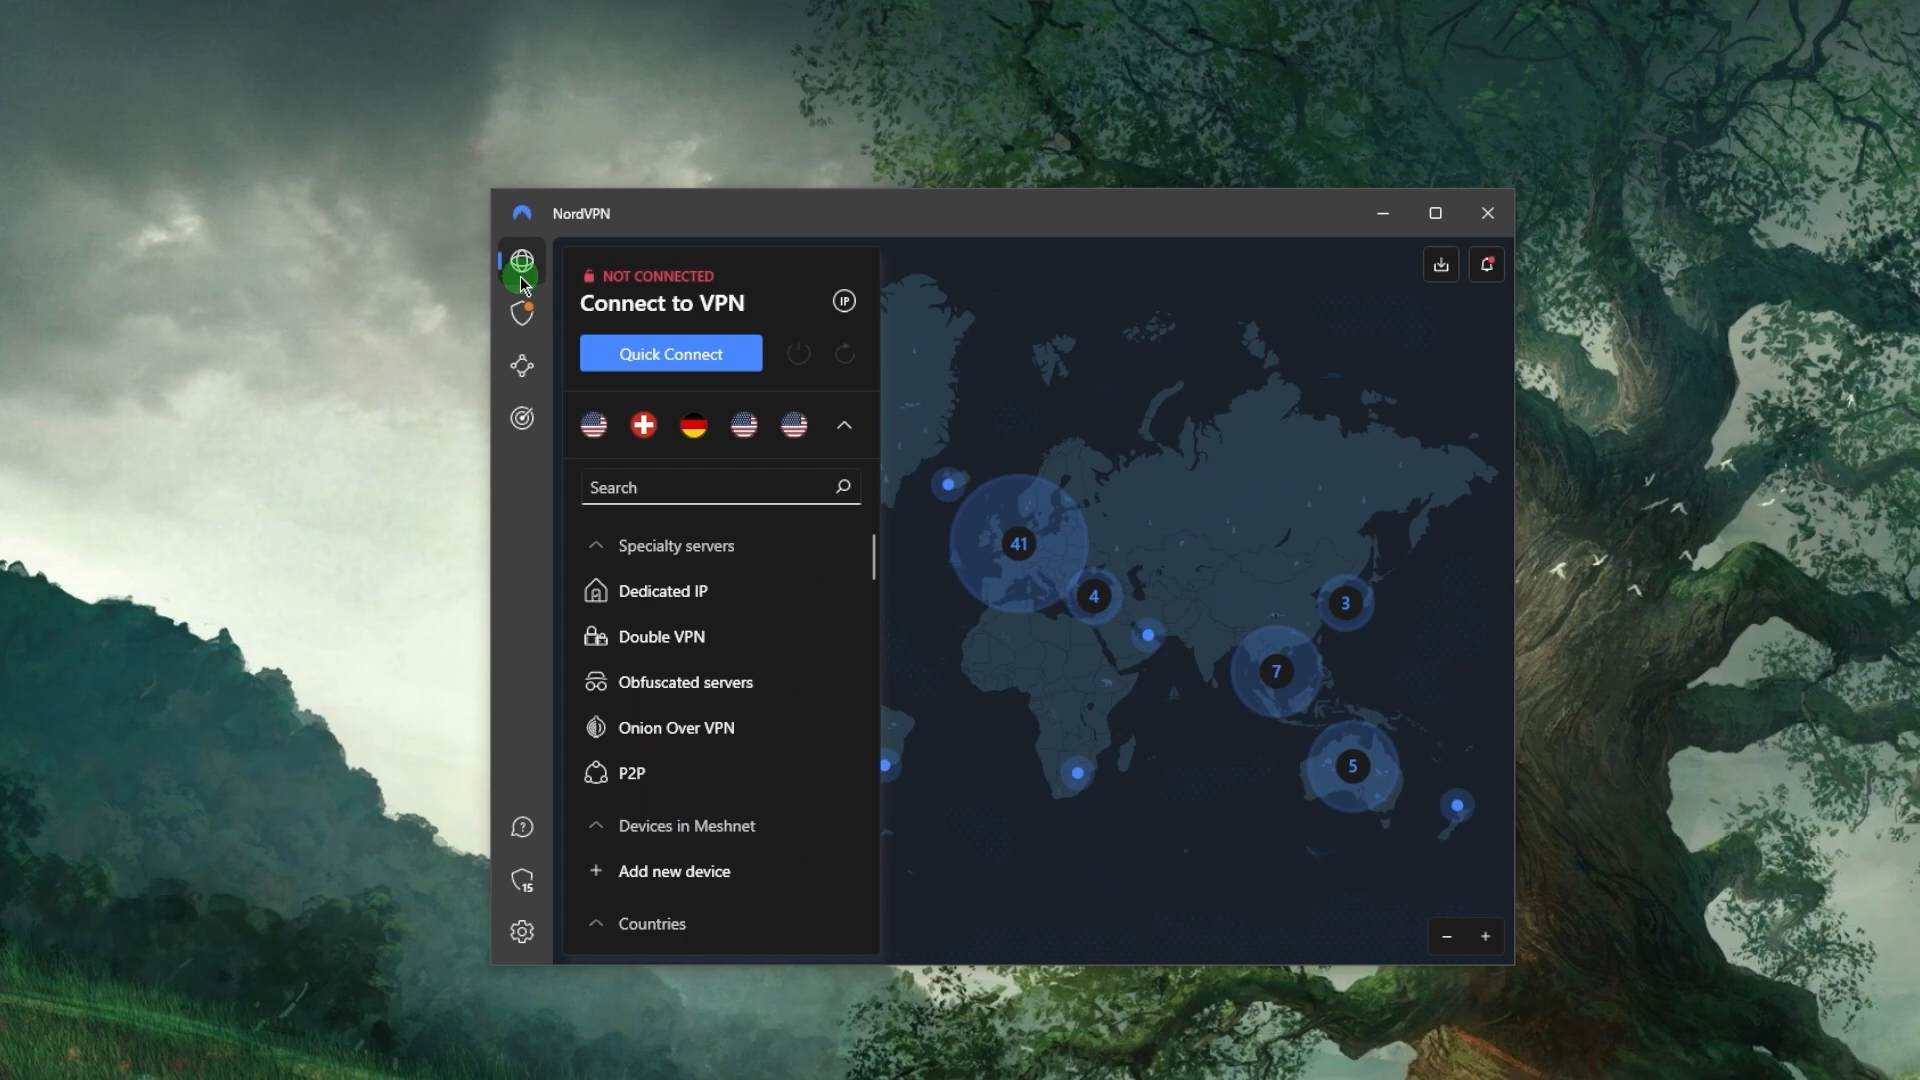 NordVPN
NOT CONNECTED
Connect to VPN
IP
Quick Connect
Search
Specialty servers
Dedicated IP
Double VPN
Obfuscated servers
Onion Over VPN
P2P
Devices in Meshnet
+ Add new device
Countries
41
4
3
7
5
?
15
- +